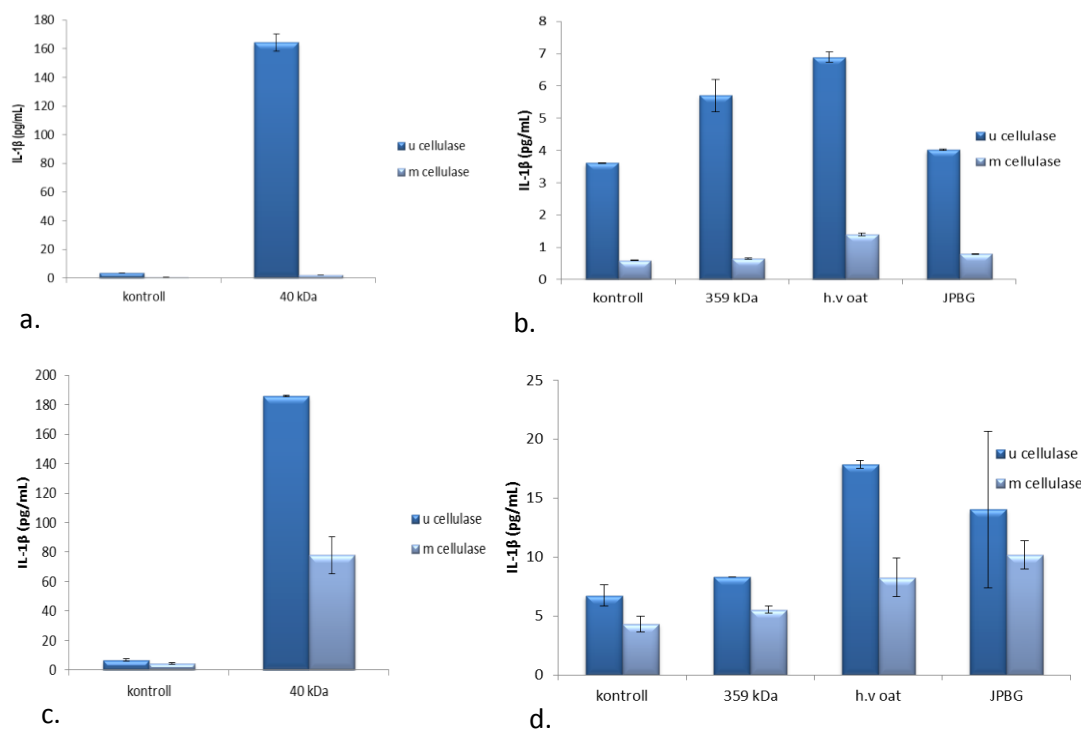 180
160
140
120
100
80
60
40
20
0
IL-1β (pg/mL)
kontroll
40 kDa
u cellulase
m cellulase
a.
8
7
6
5
4
3
2
1
0
IL-1β (pg/mL)
kontroll
359 kDa
h.v oat
JPBG
u cellulase
m cellulase
b.
200
180
160
140
120
100
80
60
40
20
0
IL-1β (pg/mL)
kontroll
40 kDa
u cellulase
m cellulase
c.
25
20
15
10
5
0
IL-1β (pg/mL)
kontroll
359 kDa
h.v oat
JPBG
u cellulase
m cellulase
d.